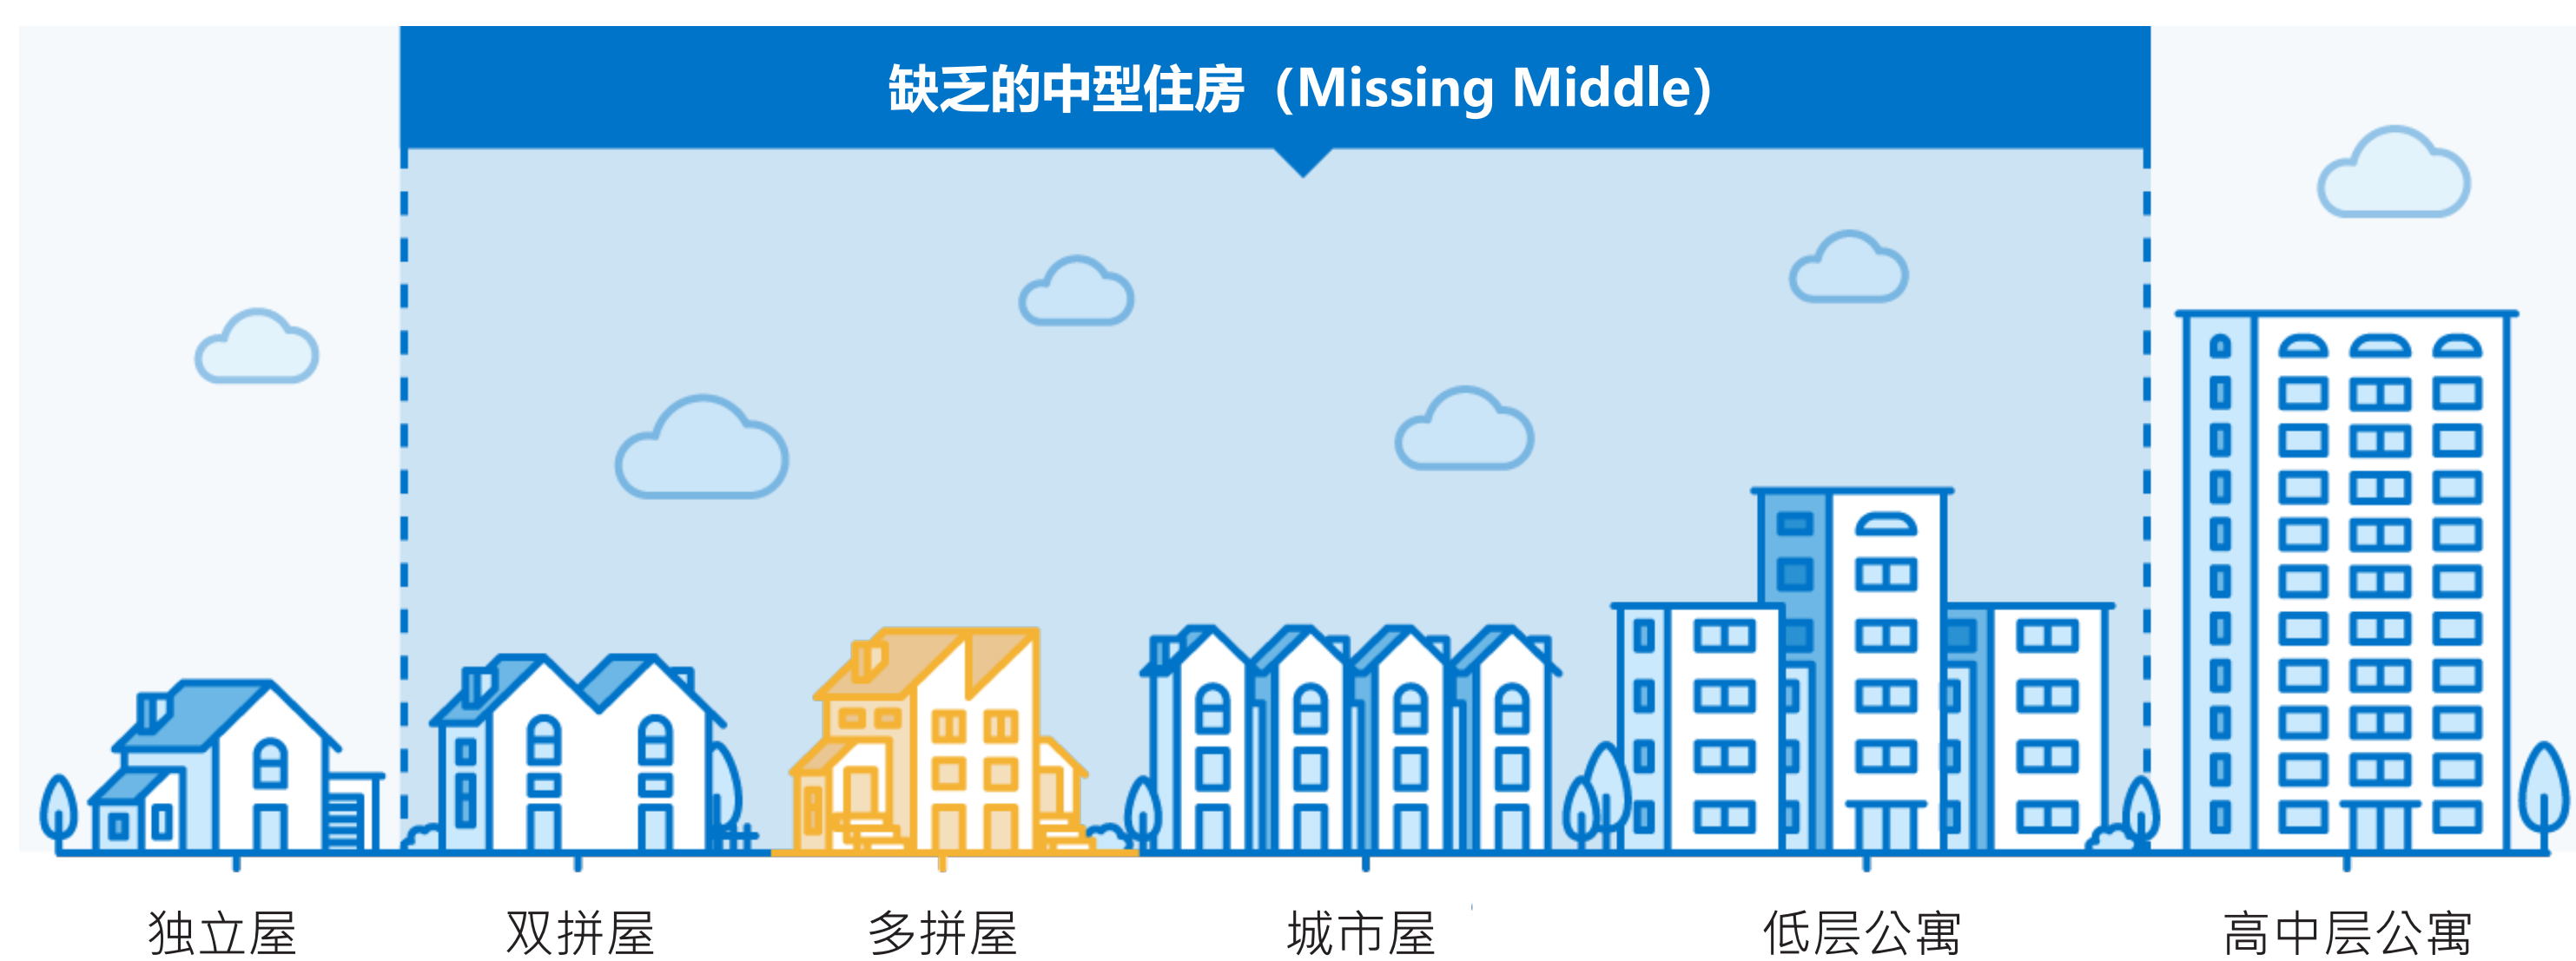 缺乏的中型住房（Missing Middle）
独立屋
双拼屋
多拼屋
城市屋
低层公寓
高中层公寓